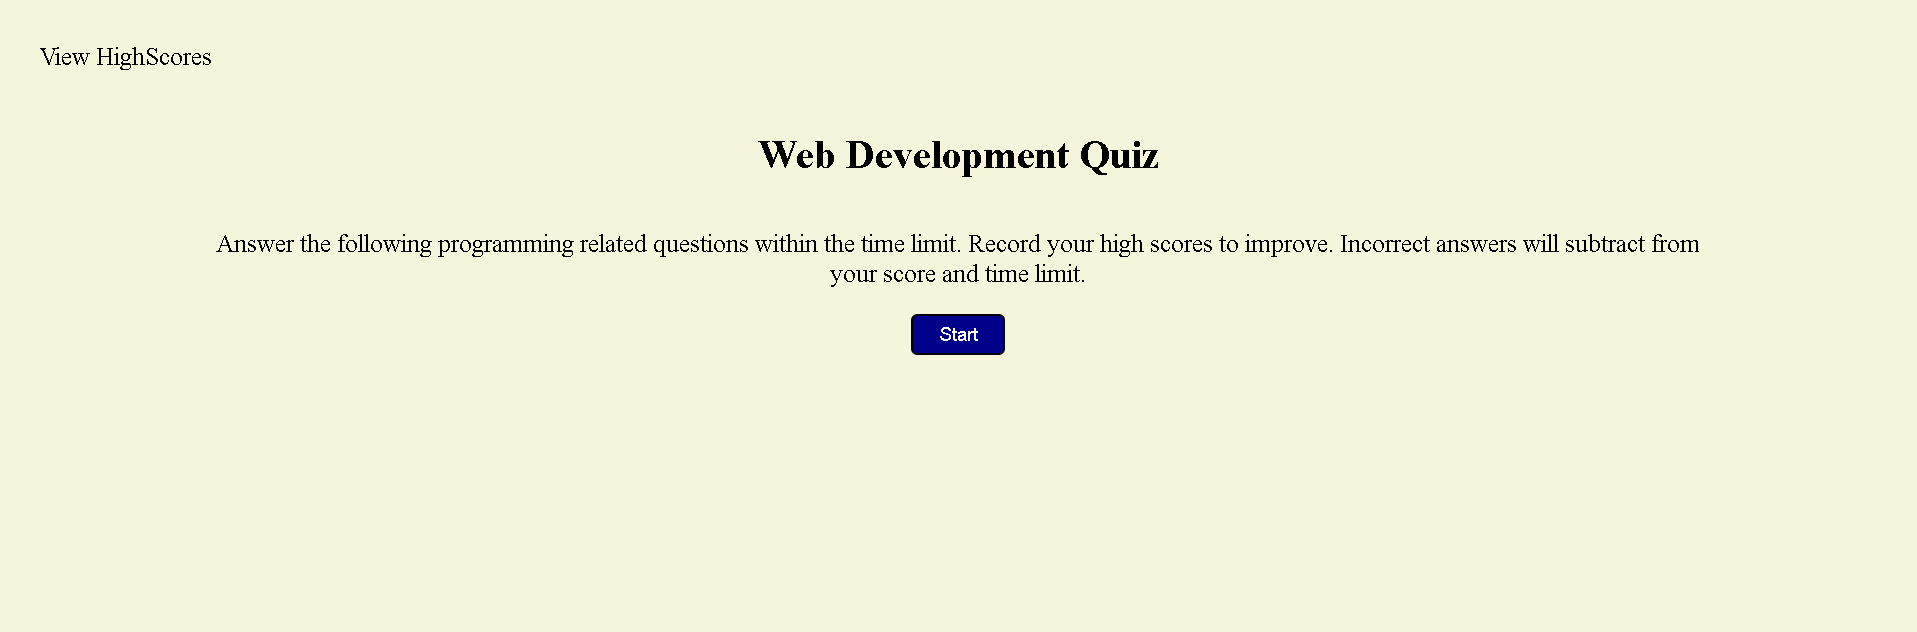 View HighScores
Web Development Quiz
Answer the following programming related questions within the time limit. Record your high scores to improve. Incorrect answers will subtract from
your score and time limit.
Start